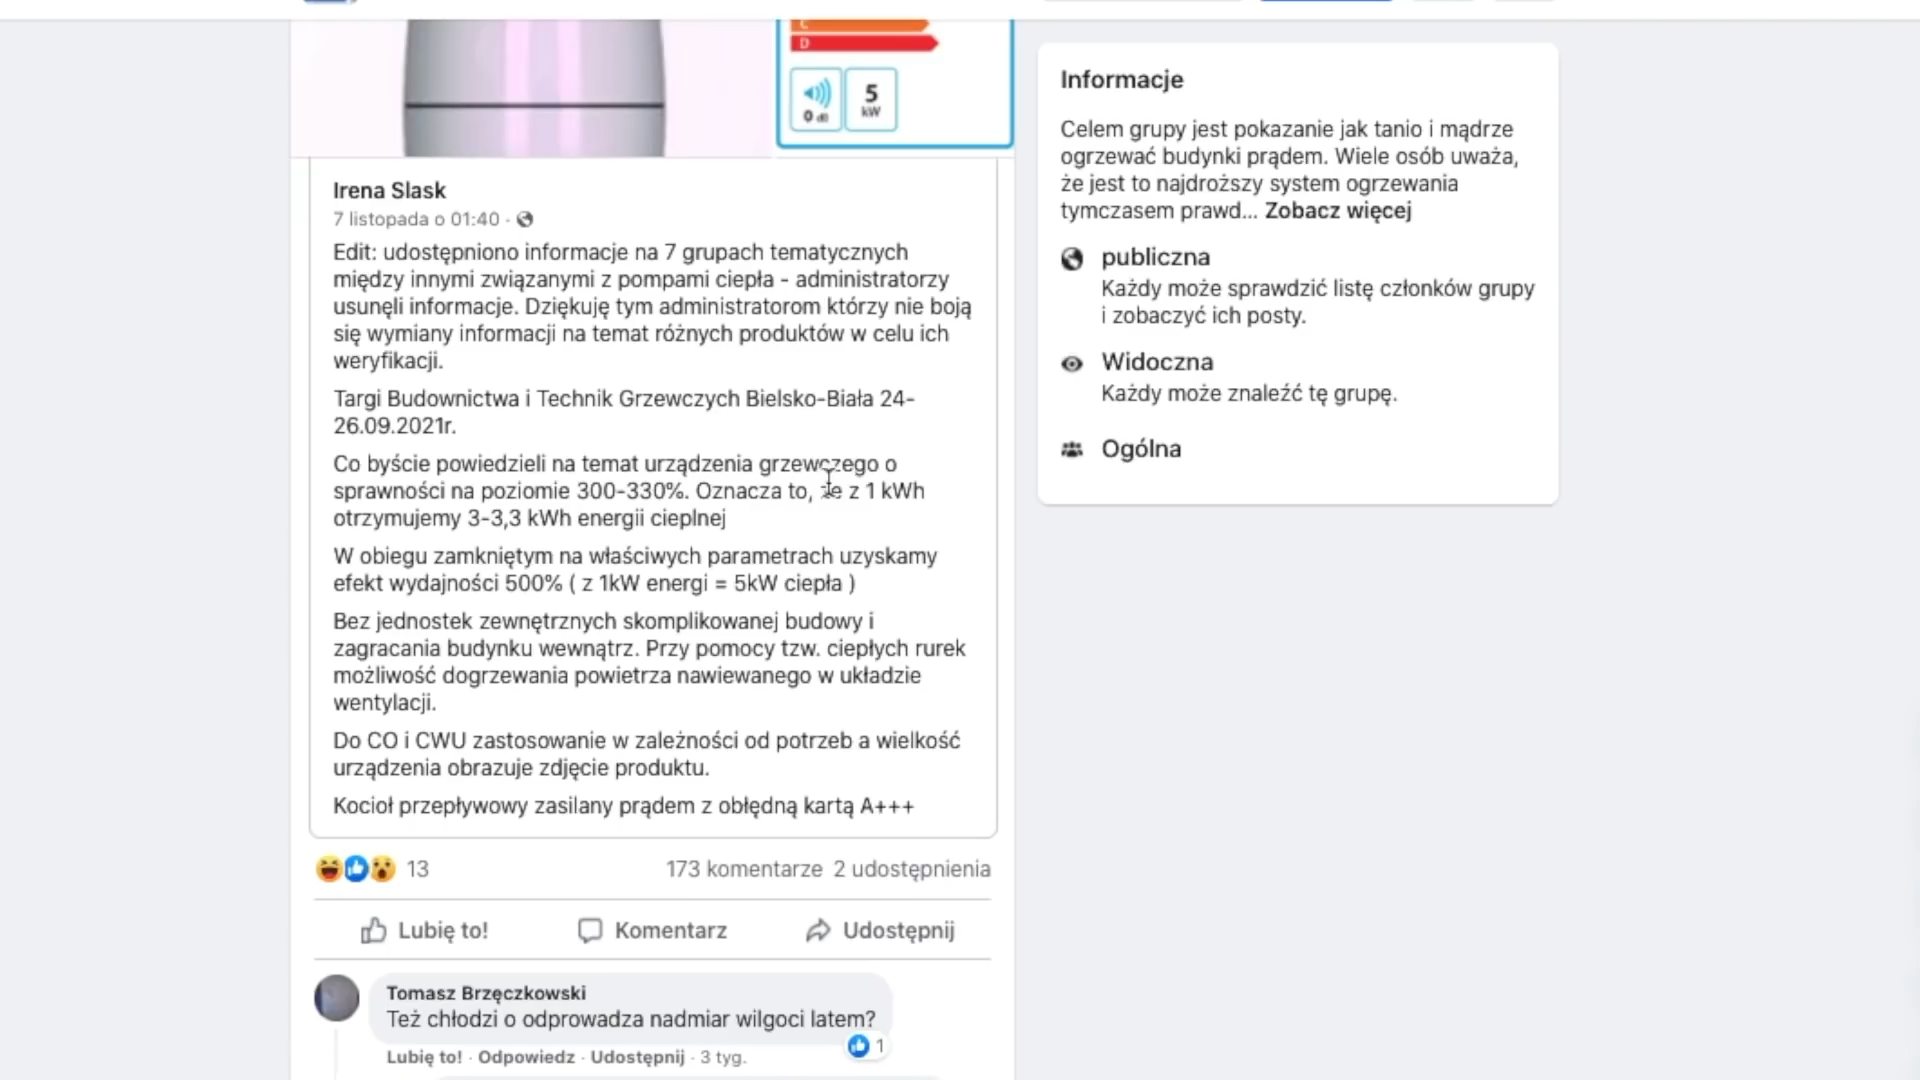 C
D
0 dB
5
kW
Irena Slask
7 listopada o 01:40 ·
Edit: udostępniono informacje na 7 grupach tematycznych
między innymi związanymi z pompami ciepła - administratorzy
usunęli informacje. Dziękuję tym administratorom którzy nie boją
się wymiany informacji na temat różnych produktów w celu ich
weryfikacji.
Targi Budownictwa i Technik Grzewczych Bielsko-Biała 24-
26.09.2021r.
Co byście powiedzieli na temat urządzenia grzewczego o
sprawności na poziomie 300-330%. Oznacza to, że z 1 kWh
otrzymujemy 3-3,3 kWh energii cieplnej
W obiegu zamkniętym na właściwych parametrach uzyskamy
efekt wydajności 500% ( z 1kW energi = 5kW ciepła )
Bez jednostek zewnętrznych skomplikowanej budowy i
zagracania budynku wewnątrz. Przy pomocy tzw. ciepłych rurek
możliwość dogrzewania powietrza nawiewanego w układzie
wentylacji.
Do CO i CWU zastosowanie w zależności od potrzeb a wielkość
urządzenia obrazuje zdjęcie produktu.
Kocioł przepływowy zasilany prądem z obłędną kartą A+++
13
173 komentarze 2 udostępnienia
Lubię to! Komentarz Udostępnij
Tomasz Brzęczkowski
Też chłodzi o odprowadza nadmiar wilgoci latem?
1
Lubię to! · Odpowiedz · Udostępnij · 3 tyg.
Informacje
Celem grupy jest pokazanie jak tanio i mądrze
ogrzewać budynki prądem. Wiele osób uważa,
że jest to najdroższy system ogrzewania
tymczasem prawd... Zobacz więcej
publiczna
Każdy może sprawdzić listę członków grupy
i zobaczyć ich posty.
Widoczna
Każdy może znaleźć tę grupę.
Ogólna